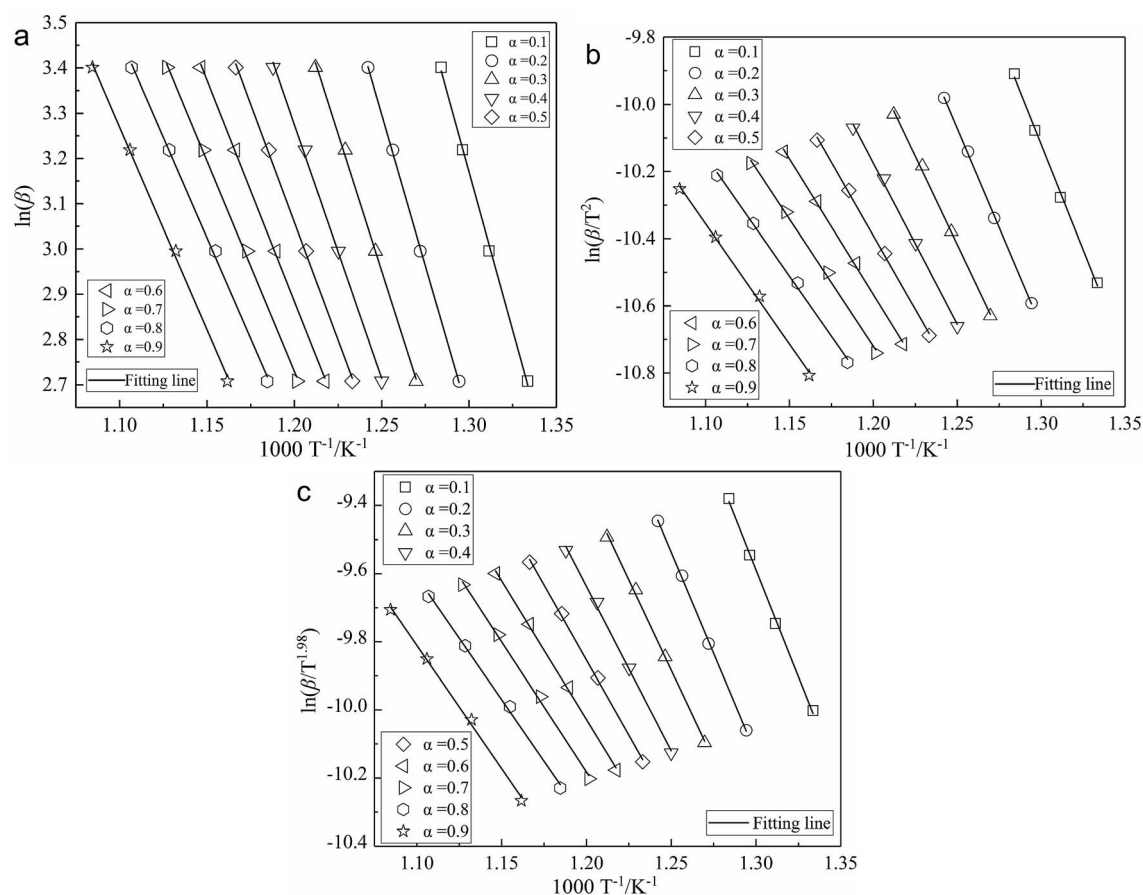 a
ln(β)
3.5
3.4
3.3
3.2
3.1
3.0
2.9
2.8
2.7
α =0.1
α =0.2
α =0.3
α =0.4
α =0.5
α =0.6
α =0.7
α =0.8
α =0.9
Fitting line
1.10 1.15 1.20 1.25 1.30 1.35
1000 T⁻¹/K⁻¹
b
ln(β/T²)
-9.8
-10.0
-10.2
-10.4
-10.6
-10.8
α =0.1
α =0.2
α =0.3
α =0.4
α =0.5
α =0.6
α =0.7
α =0.8
α =0.9
Fitting line
1.10 1.15 1.20 1.25 1.30 1.35
1000 T⁻¹/K⁻¹
c
ln(β/T¹·⁹⁸)
-9.4
-9.6
-9.8
-10.0
-10.2
-10.4
α =0.1
α =0.2
α =0.3
α =0.4
α =0.5
α =0.6
α =0.7
α =0.8
α =0.9
Fitting line
1.10 1.15 1.20 1.25 1.30 1.35
1000 T⁻¹/K⁻¹